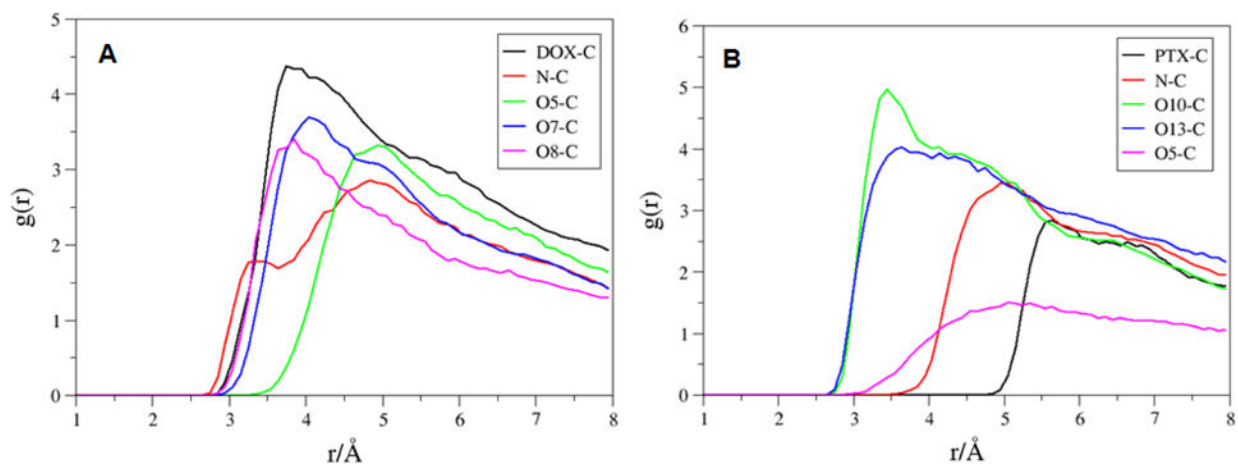 A
DOX-C
N-C
O5-C
O7-C
O8-C
g(r)
5
4
3
2
1
0
1 2 3 4 5 6 7 8
r/Å
B
PTX-C
N-C
O10-C
O13-C
O5-C
g(r)
6
5
4
3
2
1
0
1 2 3 4 5 6 7 8
r/Å